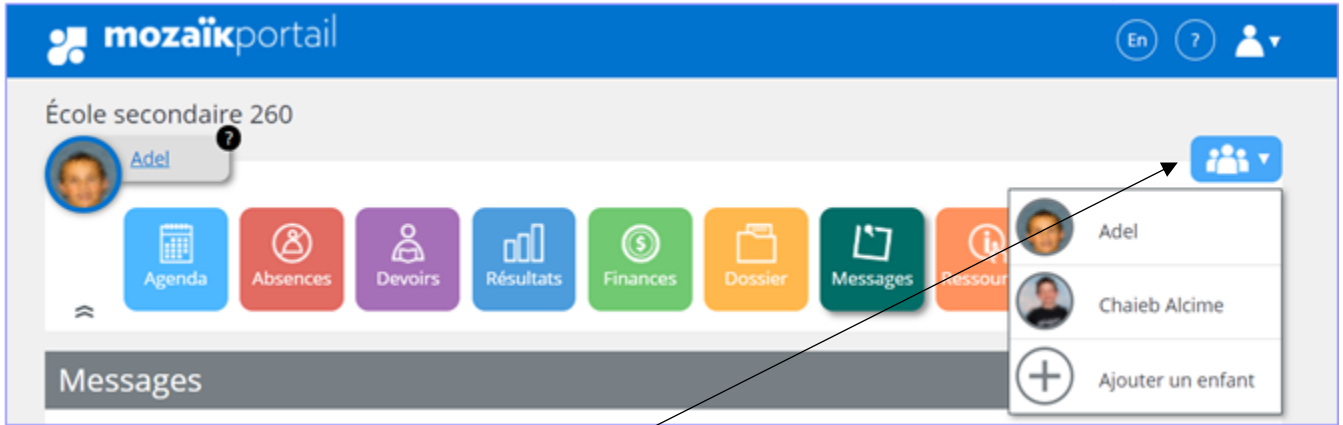 mozaïkportail
En
?
École secondaire 260
?
Adel
Agenda
Absences
Devoirs
Résultats
Finances
Dossier
Messages
Ressour
Adel
Chaieb Alcime
Ajouter un enfant
Messages